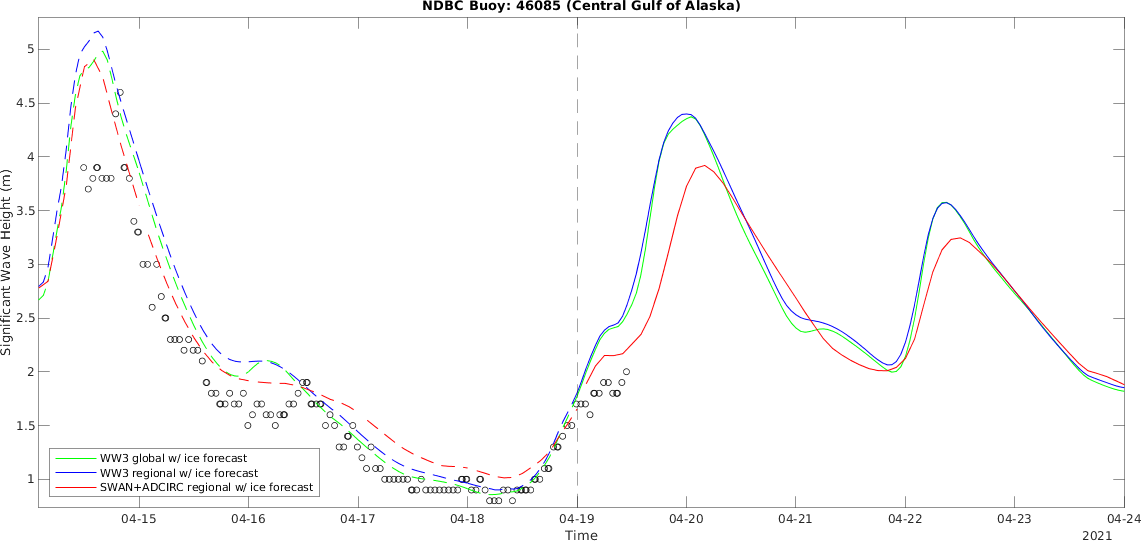 NDBC Buoy: 46085 (Central Gulf of Alaska)
Significant Wave Height (m)
5
4.5
4
3.5
3
2.5
2
1.5
1
WW3 global w/ ice forecast
WW3 regional w/ ice forecast
SWAN+ADCIRC regional w/ ice forecast
04-15 04-16 04-17 04-18 04-19 04-20 04-21 04-22 04-23 04-24
Time
2021